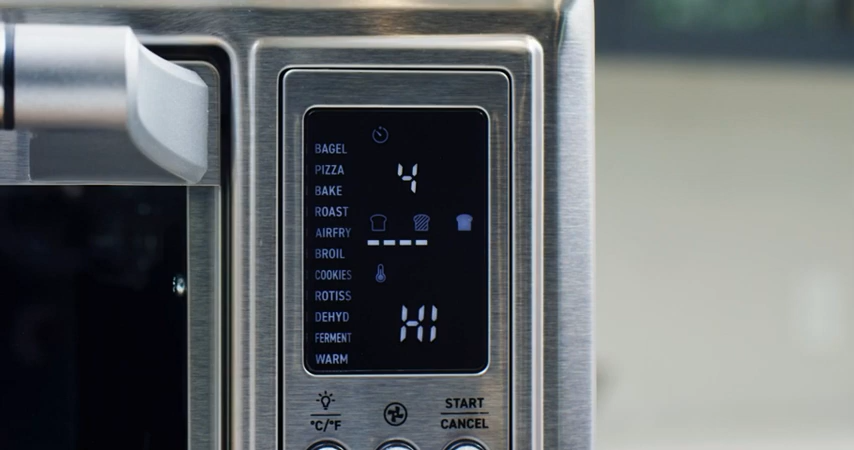 BAGEL
PIZZA
4
BAKE
ROAST
AIRFRY
BROIL
COOKIES
ROTISS
DEHYD
HI
FERMENT
WARM
°C/°F
START
CANCEL